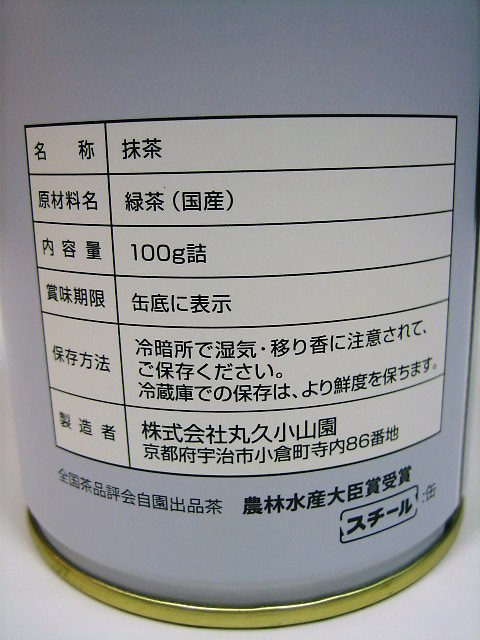 名称 抹茶
原材料名 緑茶(国産)
内容量 100g詰
賞味期限 缶底に表示
保存方法 冷暗所で湿気・移り香に注意されて、
ご保存ください。
冷蔵庫での保存は、より鮮度を保ちます。
製造者 株式会社丸久小山園
京都府宇治市小倉町寺内86番地
全国茶品評会自園出品茶 農林水産大臣賞受賞
スチール:缶